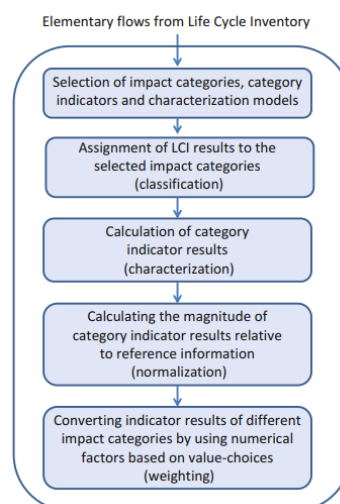 Elementary flows from Life Cycle Inventory
Selection of impact categories, category
indicators and characterization models
Assignment of LCI results to the
selected impact categories
(classification)
Calculation of category
indicator results
(characterization)
Calculating the magnitude of
category indicator results relative
to reference information
(normalization)
Converting indicator results of different
impact categories by using numerical
factors based on value-choices
(weighting)